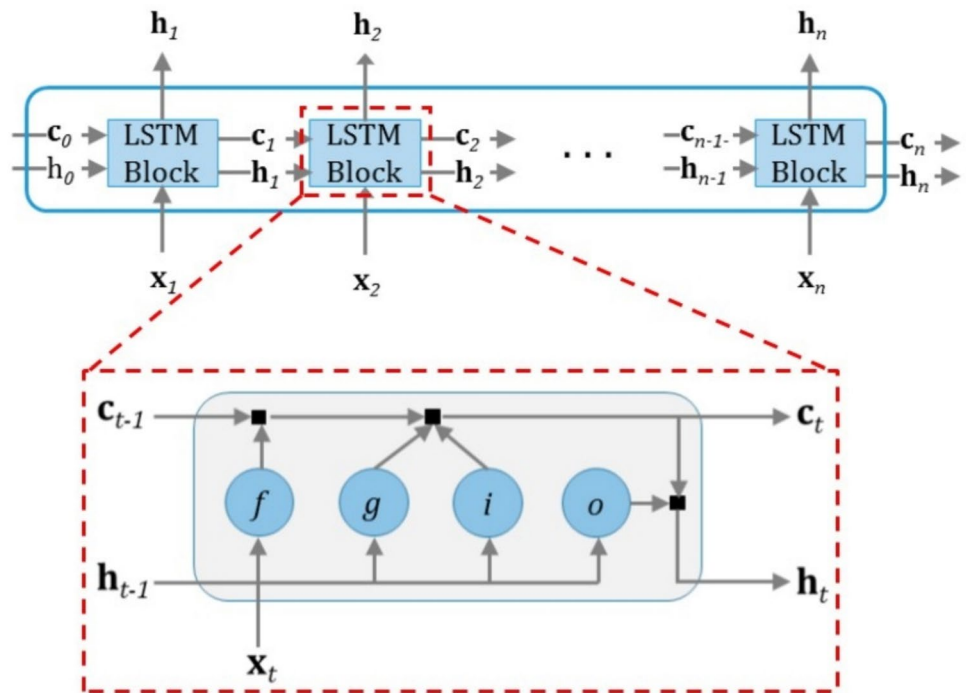 h1 h2 hn
c0 LSTM Block c1 LSTM Block c2 ... cn-1- LSTM Block cn
h0 h1 h2 hn-1 hn
x1 x2 xn
ct-1 ct
f g i o
ht-1 ht
xt